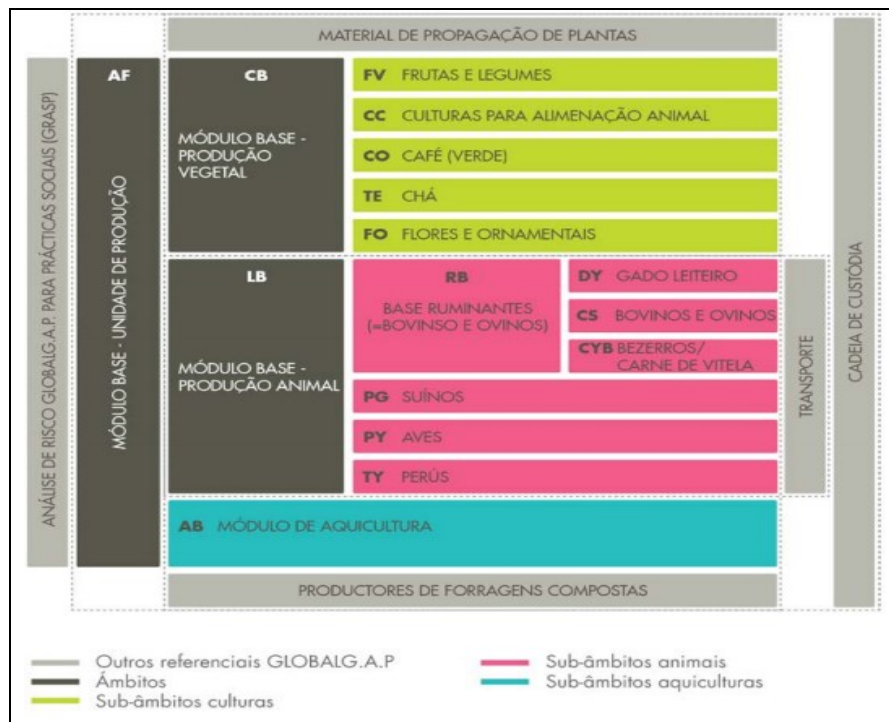 MATERIAL DE PROPAGAÇÃO DE PLANTAS
ANÁLISE DE RISCO GLOBALG.A.P. PARA PRÁCTICAS SOCIAIS (GRASP)
AF
MÓDULO BASE - UNIDADE DE PRODUÇÃO
CB
MÓDULO BASE -
PRODUÇÃO
VEGETAL
FV FRUTAS E LEGUMES
CC CULTURAS PARA ALIMENAÇÃO ANIMAL
CO CAFÉ (VERDE)
TE CHÁ
FO FLORES E ORNAMENTAIS
LB
MÓDULO BASE -
PRODUÇÃO ANIMAL
RB
BASE RUMINANTES
(=BOVINSO E OVINOS)
DY GADO LEITEIRO
CS BOVINOS E OVINOS
CYB BEZERROS/
CARNE DE VITELA
PG SUÍNOS
PY AVES
TY PERÚS
TRANSPORTE
CADEIA DE CUSTÓDIA
AB MÓDULO DE AQUICULTURA
PRODUCTORES DE FORRAGENS COMPOSTAS
Outros referenciais GLOBALG.A.P
Âmbitos
Sub-âmbitos culturas
Sub-âmbitos animais
Sub-âmbitos aquiculturas